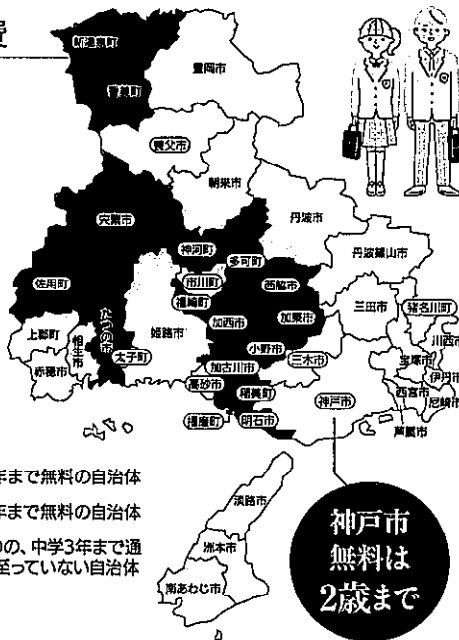 費
新温泉町
香美町
豊岡市
養父市
朝来市
宍粟市
丹波市
神河町
多可町
丹波篠山市
佐用町
市川町
西脇市
福崎町
猪名川町
三田市
上郡町
たつの市
姫路市
加西市
加東市
川西市
相生市
赤穂市
太子町
小野市
三木市
宝塚市
伊丹市
加古川市
高砂市
稲美町
神戸市
西宮市
尼崎市
播磨町
明石市
芦屋市
年まで無料の自治体
年まで無料の自治体
の、中学3年まで通
至っていない自治体
淡路市
洲本市
南あわじ市
神戸市
無料は
2歳まで